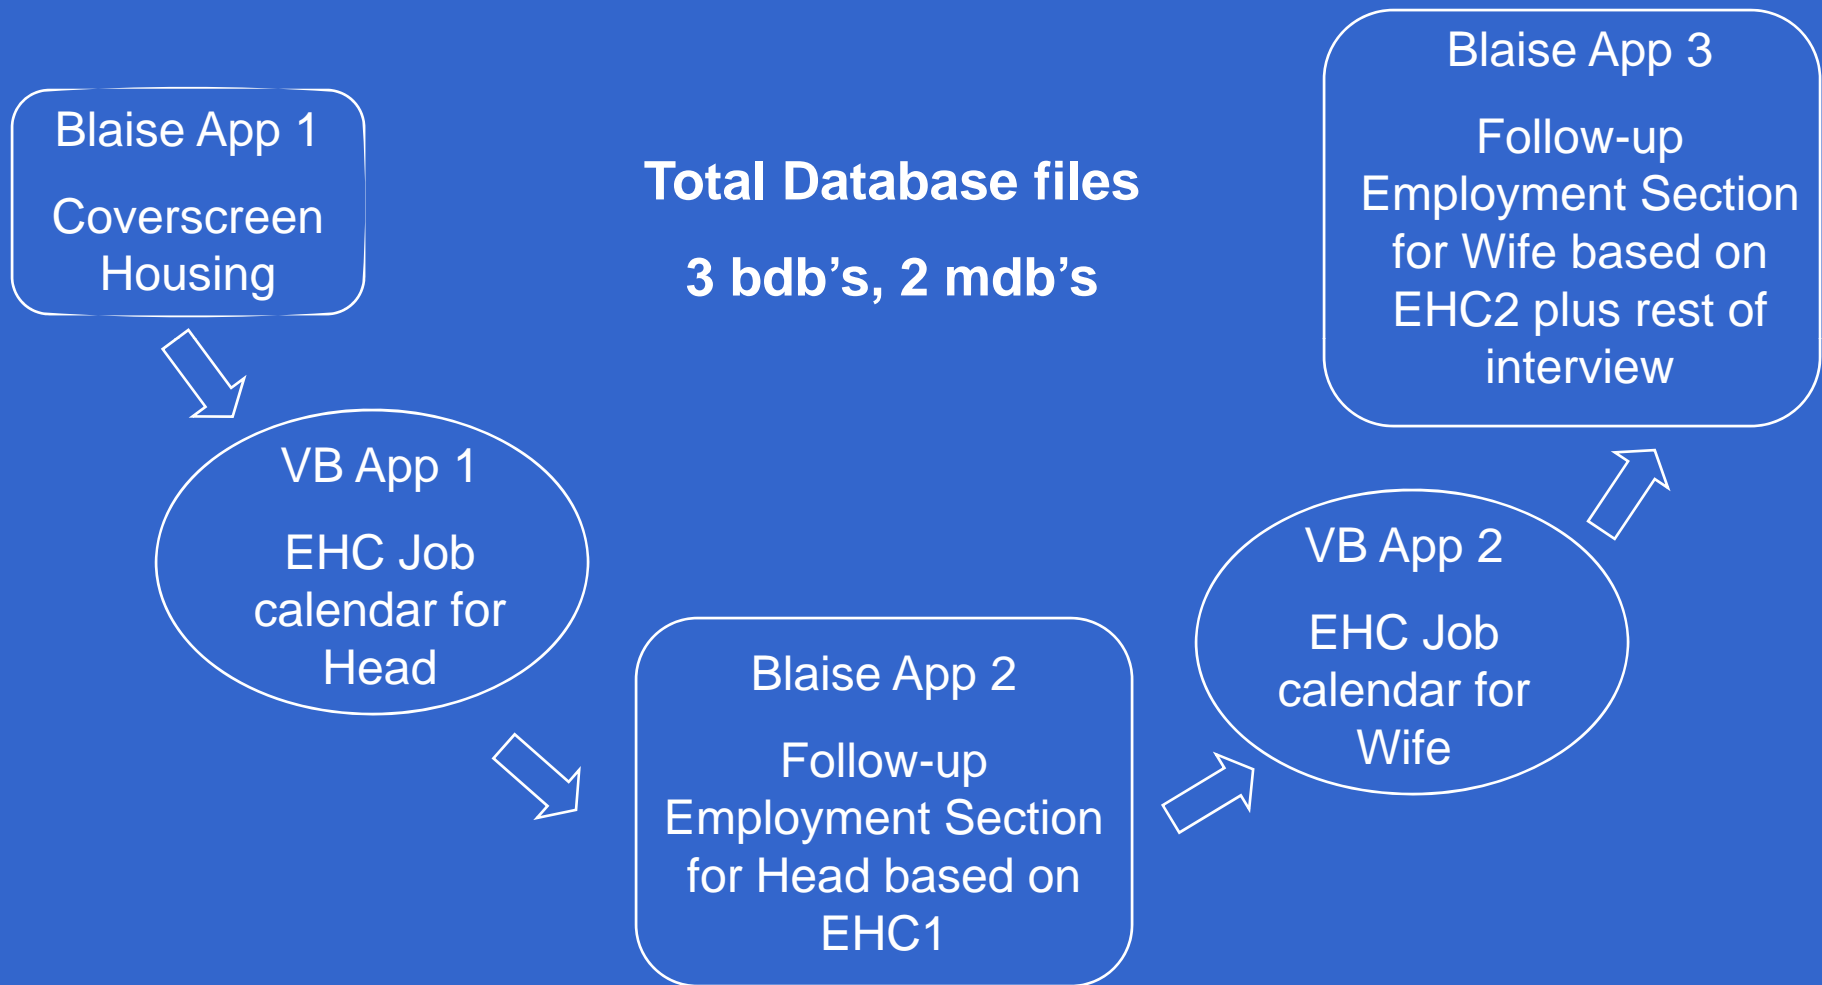 Blaise App 1
Coverscreen
Housing
Total Database files
3 bdb’s, 2 mdb’s
Blaise App 3
Follow-up
Employment Section
for Wife based on
EHC2 plus rest of
interview
VB App 1
EHC Job
calendar for
Head
Blaise App 2
Follow-up
Employment Section
for Head based on
EHC1
VB App 2
EHC Job
calendar for
Wife